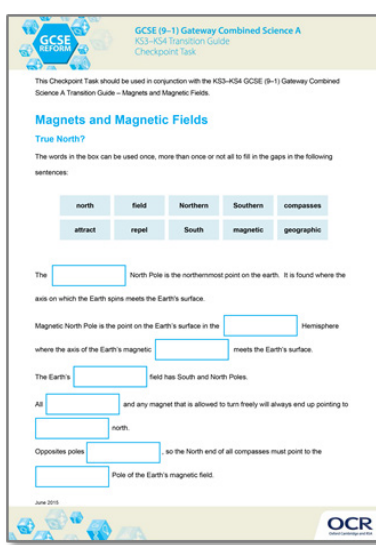 GCSE
REFORM
GCSE (9–1) Gateway Combined Science A
KS3–KS4 Transition Guide
Checkpoint Task
This Checkpoint Task should be used in conjunction with the KS3–KS4 GCSE (9–1) Gateway Combined
Science A Transition Guide – Magnets and Magnetic Fields.
Magnets and Magnetic Fields
True North?
The words in the box can be used once, more than once or not all to fill in the gaps in the following
sentences:
north field Northern Southern compasses
attract repel South magnetic geographic
The North Pole is the northernmost point on the earth. It is found where the
axis on which the Earth spins meets the Earth's surface.
Magnetic North Pole is the point on the Earth's surface in the Hemisphere
where the axis of the Earth's magnetic meets the Earth's surface.
The Earth's field has South and North Poles.
All and any magnet that is allowed to turn freely will always end up pointing to
north.
Opposites poles , so the North end of all compasses must point to the
Pole of the Earth's magnetic field.
June 2015
OCR
Oxford Cambridge and RSA